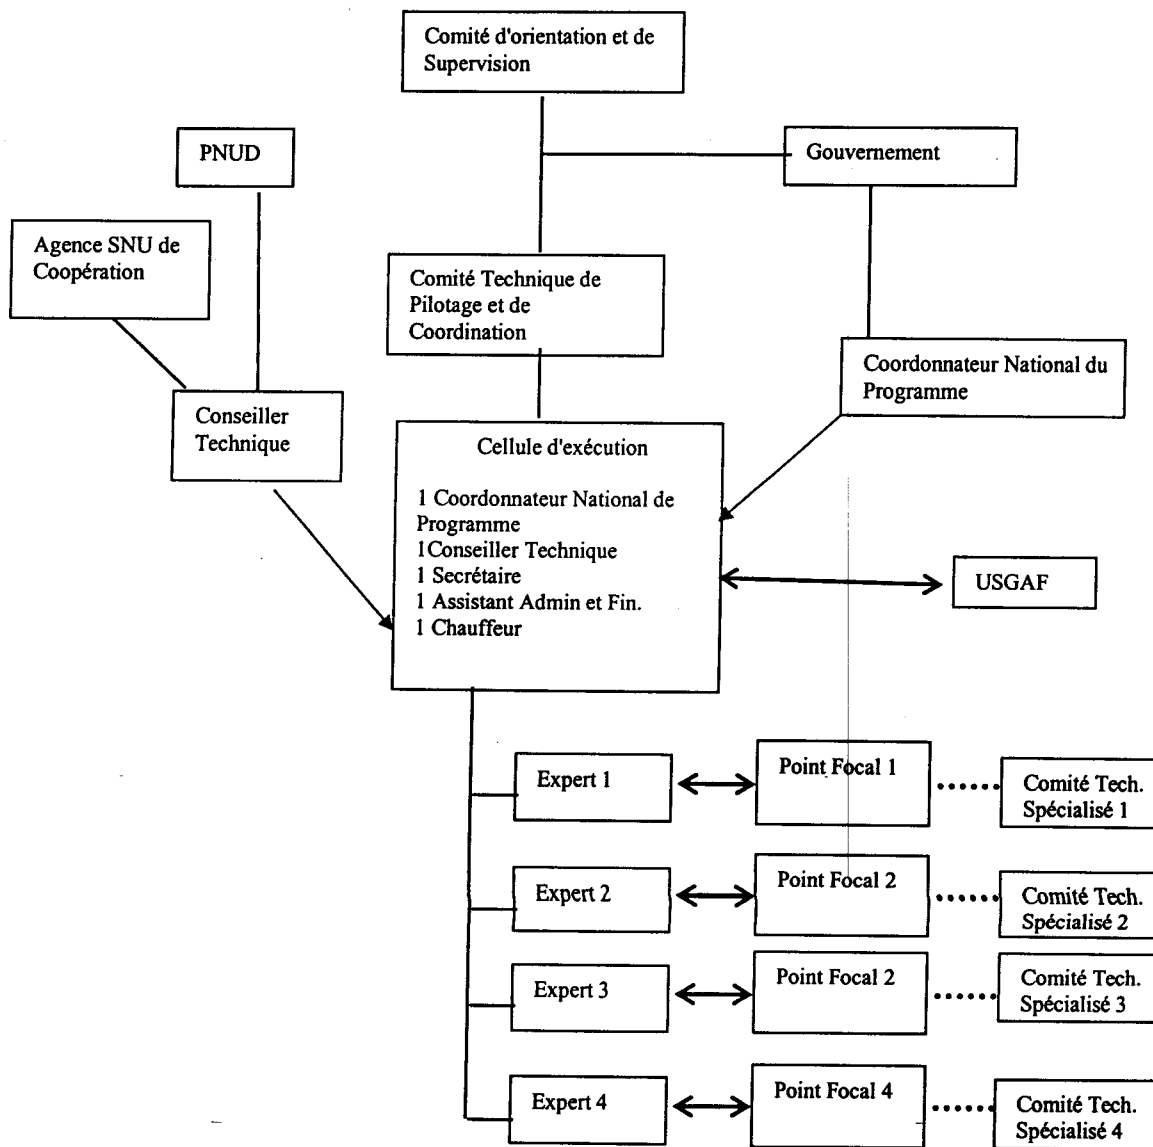 Comité d'orientation et de
Supervision
PNUD
Gouvernement
Agence SNU de
Coopération
Comité Technique de
Pilotage et de
Coordination
Coordonnateur National du
Programme
Conseiller
Technique
Cellule d'exécution
1 Coordonnateur National de
Programme
1Conseiller Technique
1 Secrétaire
1 Assistant Admin et Fin.
1 Chauffeur
USGAF
Expert 1
Point Focal 1
Comité Tech.
Spécialisé 1
Expert 2
Point Focal 2
Comité Tech.
Spécialisé 2
Expert 3
Point Focal 2
Comité Tech.
Spécialisé 3
Expert 4
Point Focal 4
Comité Tech.
Spécialisé 4